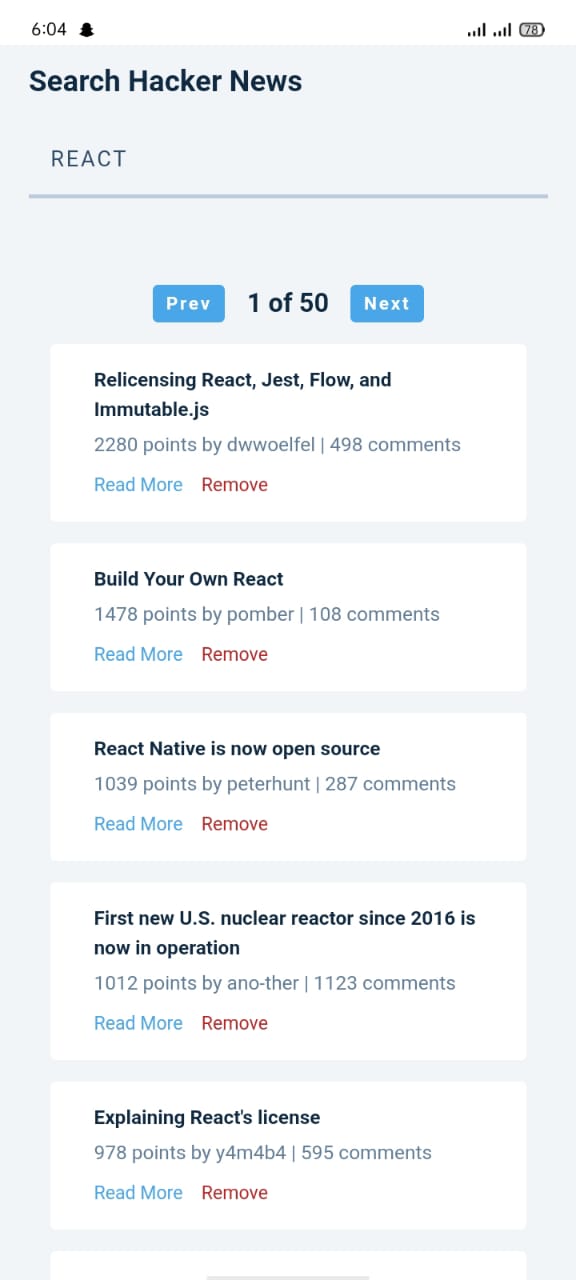 6:04 78
Search Hacker News
REACT
Prev 1 of 50 Next
Relicensing React, Jest, Flow, and
Immutable.js
2280 points by dwwoelfel | 498 comments
Read More Remove
Build Your Own React
1478 points by pomber | 108 comments
Read More Remove
React Native is now open source
1039 points by peterhunt | 287 comments
Read More Remove
First new U.S. nuclear reactor since 2016 is
now in operation
1012 points by ano-ther | 1123 comments
Read More Remove
Explaining React's license
978 points by y4m4b4 | 595 comments
Read More Remove